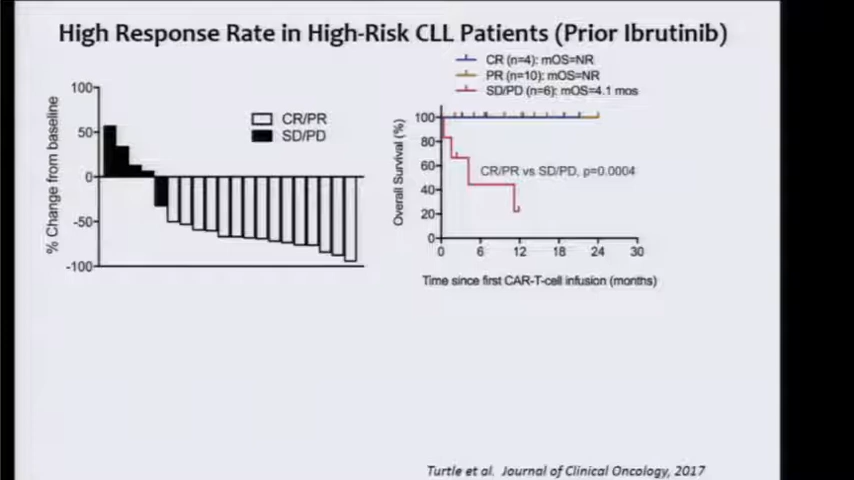 High Response Rate in High-Risk CLL Patients (Prior Ibrutinib)
100
50
0
-50
-100
% Change from baseline
CR/PR
SD/PD
CR (n=4): mOS=NR
PR (n=10): mOS=NR
SD/PD (n=6): mOS=4.1 mos
Overall Survival (%)
100
80
60
40
20
0
CR/PR vs SD/PD, p=0.0004
0 6 12 18 24 30
Time since first CAR-T-cell infusion (months)
Turtle et al. Journal of Clinical Oncology, 2017